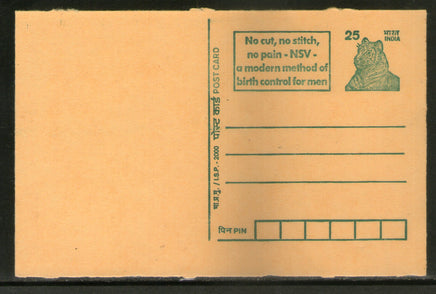 No cut, no stitch,
no pain - NSV -
a modern method of
birth control for men
25
भारत
INDIA
भा.प्र.मु. / I.S.P. - 2000 पोस्ट कार्ड POST CARD
पिन PIN